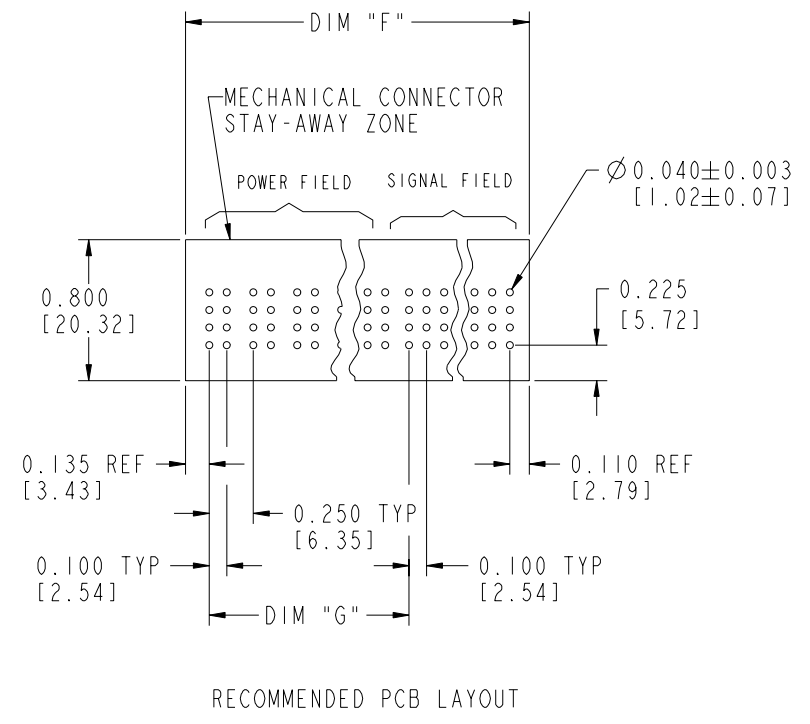 DIM "F"
MECHANICAL CONNECTOR
STAY-AWAY ZONE
POWER FIELD
SIGNAL FIELD
Ø0.040±0.003
[1.02±0.07]
0.800
[20.32]
0.225
[5.72]
0.135 REF
[3.43]
0.110 REF
[2.79]
0.250 TYP
[6.35]
0.100 TYP
[2.54]
0.100 TYP
[2.54]
DIM "G"
RECOMMENDED PCB LAYOUT